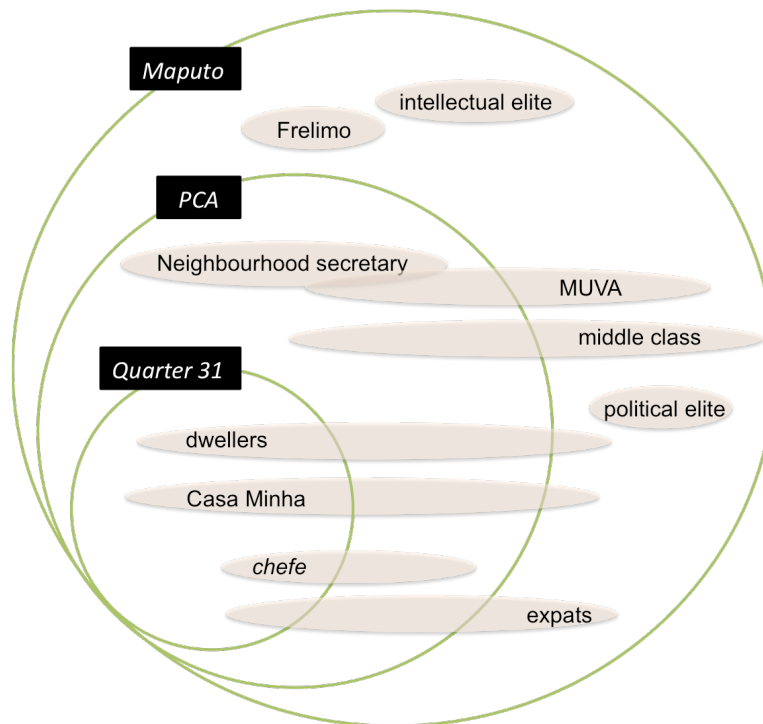 Maputo
intellectual elite
Frelimo
PCA
Neighbourhood secretary
MUVA
middle class
Quarter 31
political elite
dwellers
Casa Minha
chefe
expats